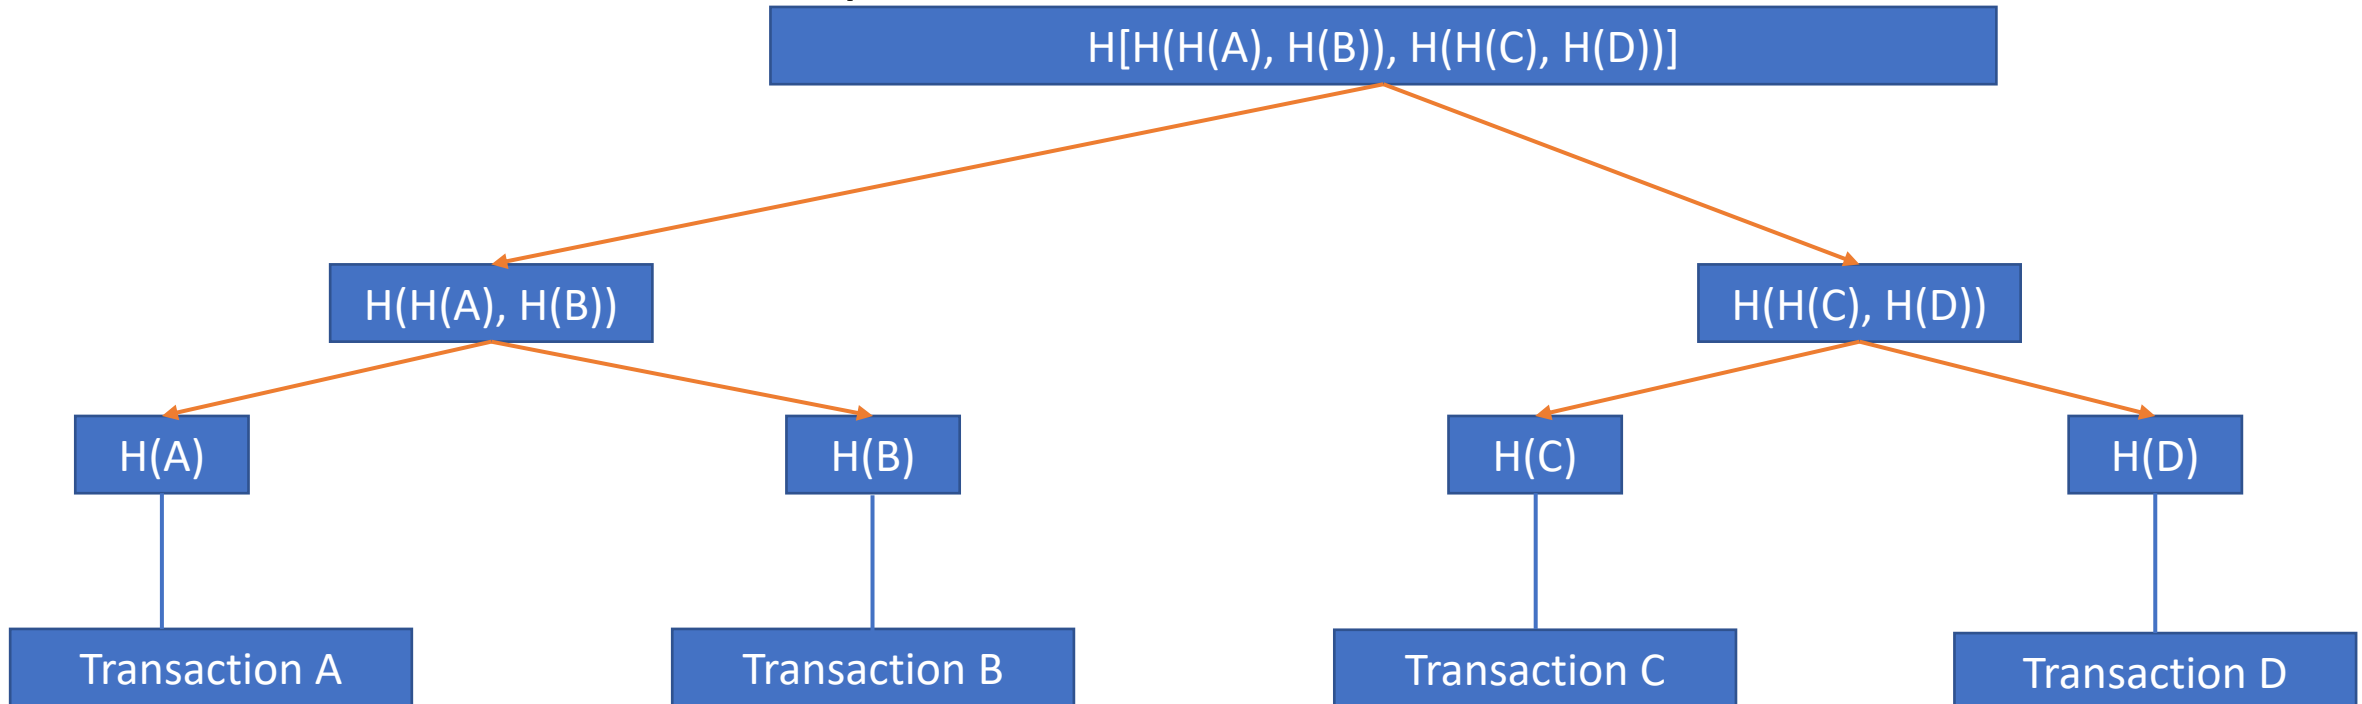 H[H(H(A), H(B)), H(H(C), H(D))]
H(H(A), H(B))
H(H(C), H(D))
H(A)
H(B)
H(C)
H(D)
Transaction A
Transaction B
Transaction C
Transaction D